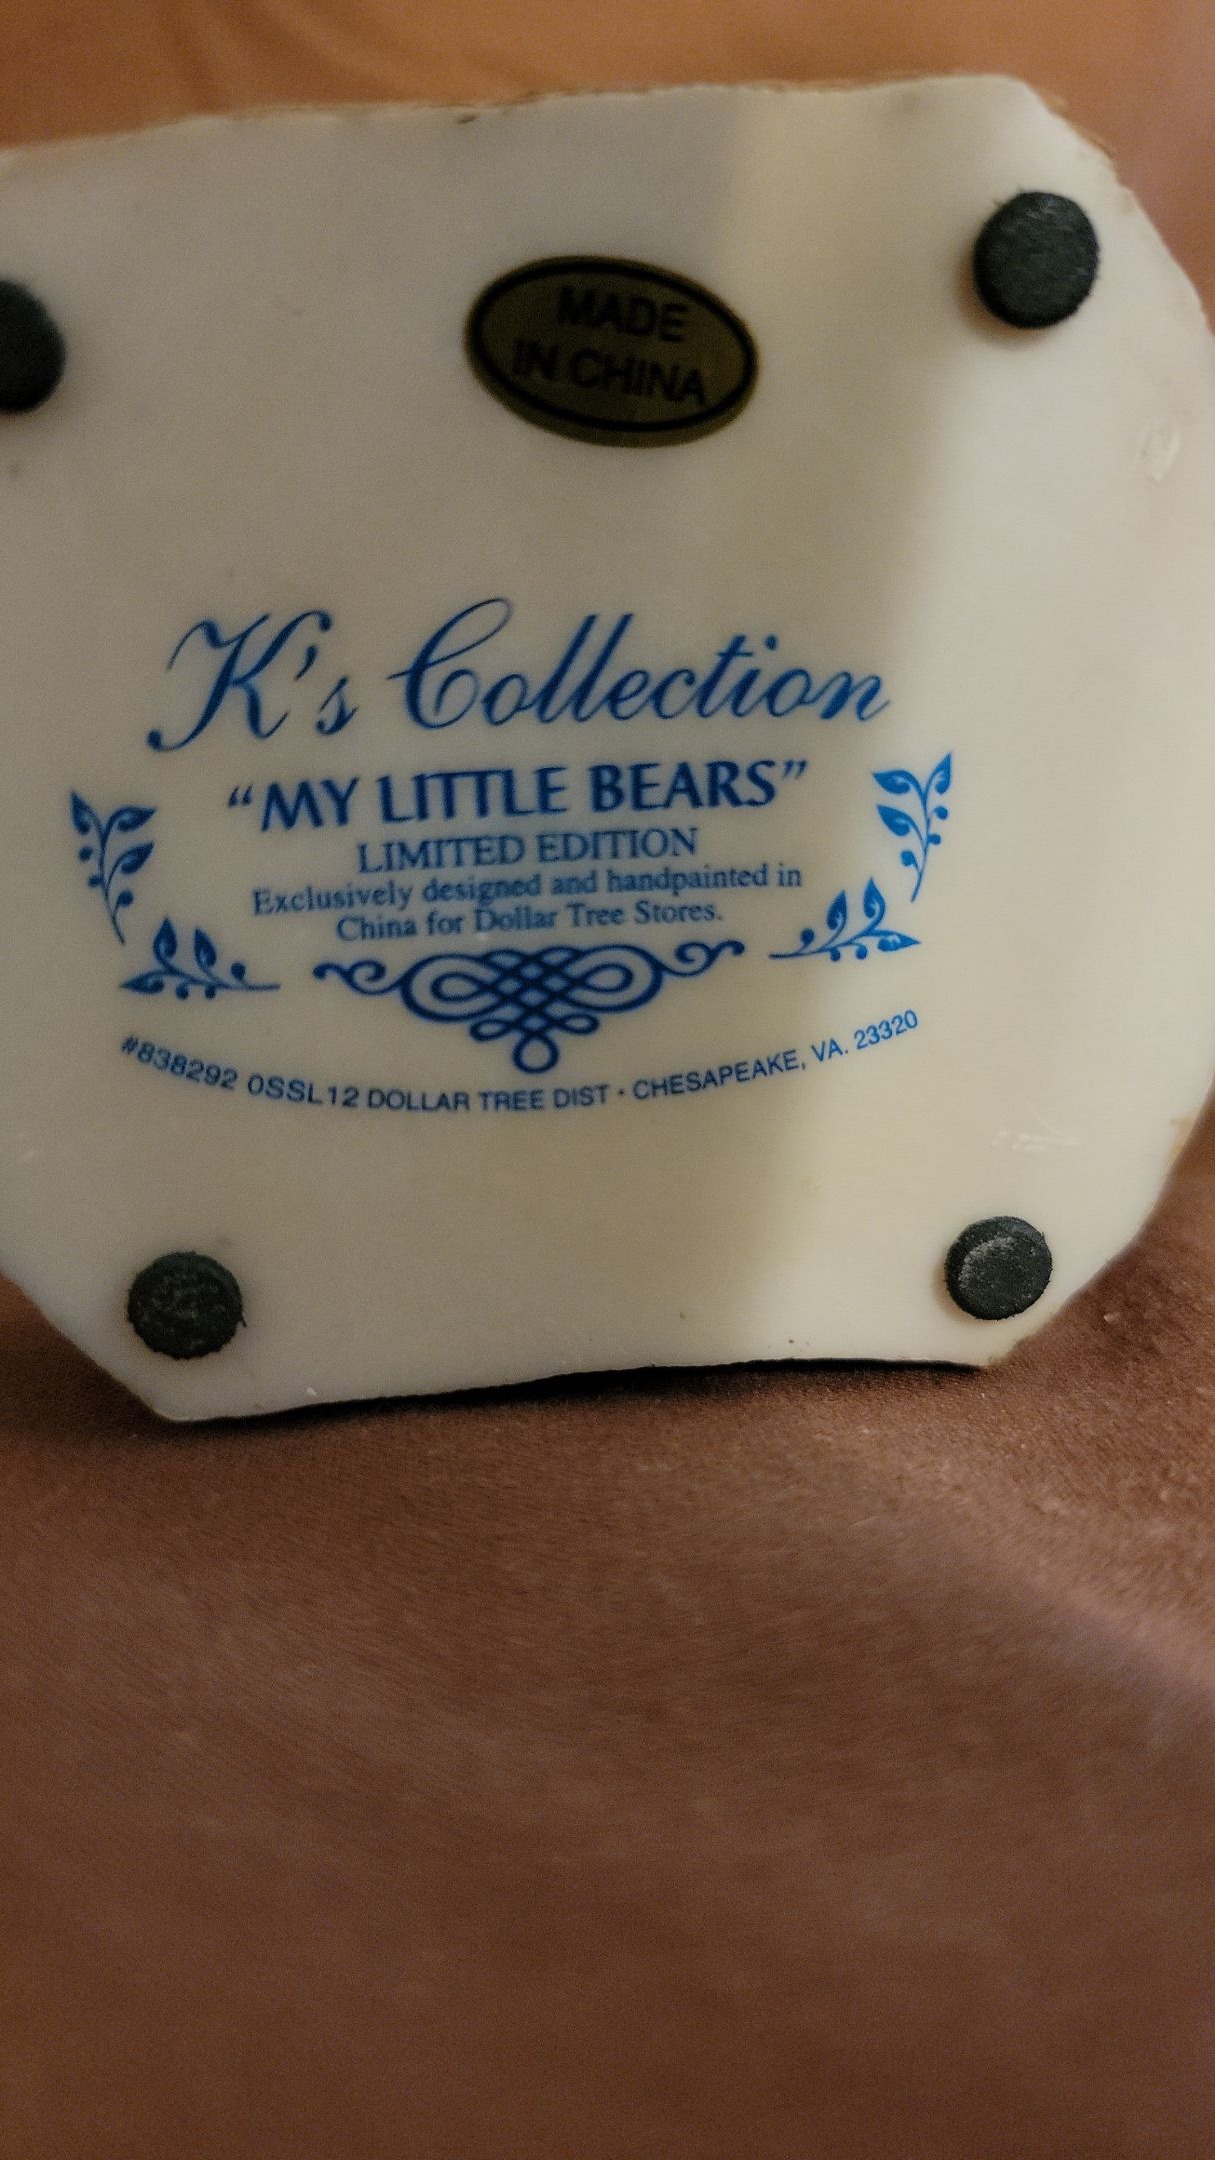 MADE
IN CHINA
K's Collection
“MY LITTLE BEARS”
LIMITED EDITION
Exclusively designed and handpainted in
China for Dollar Tree Stores.
#838292 0SSL12 DOLLAR TREE DIST · CHESAPEAKE, VA. 23320